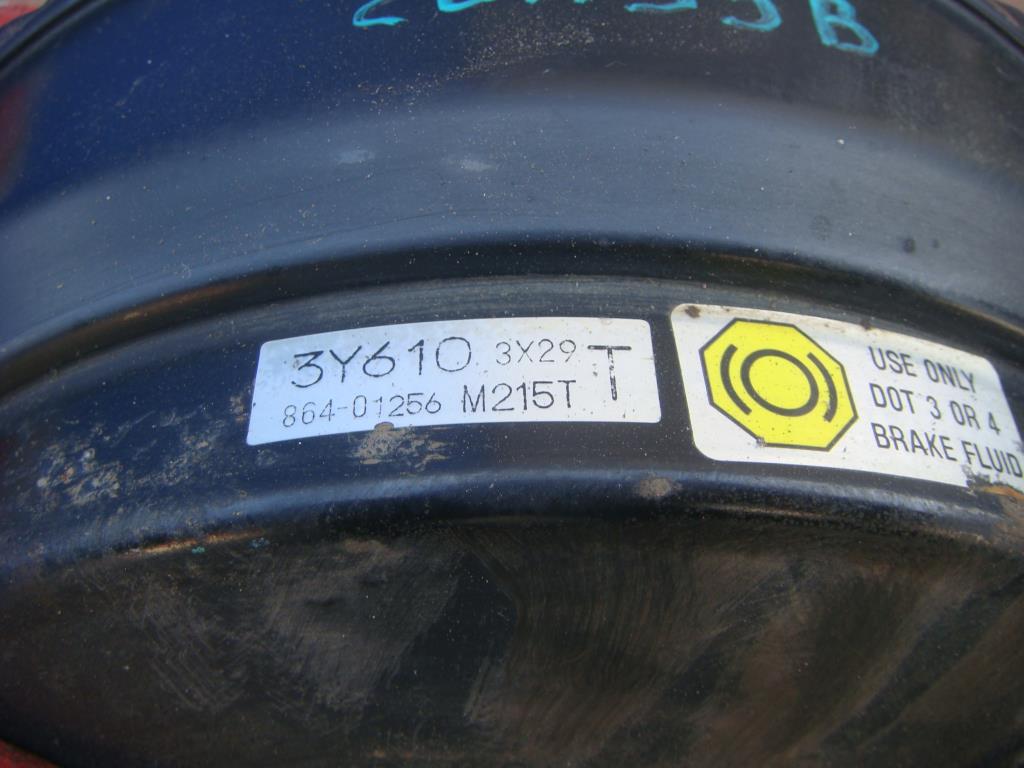 3Y610 3X29 T
864-01256 M215T
USE ONLY
DOT 3 OR 4
BRAKE FLUID